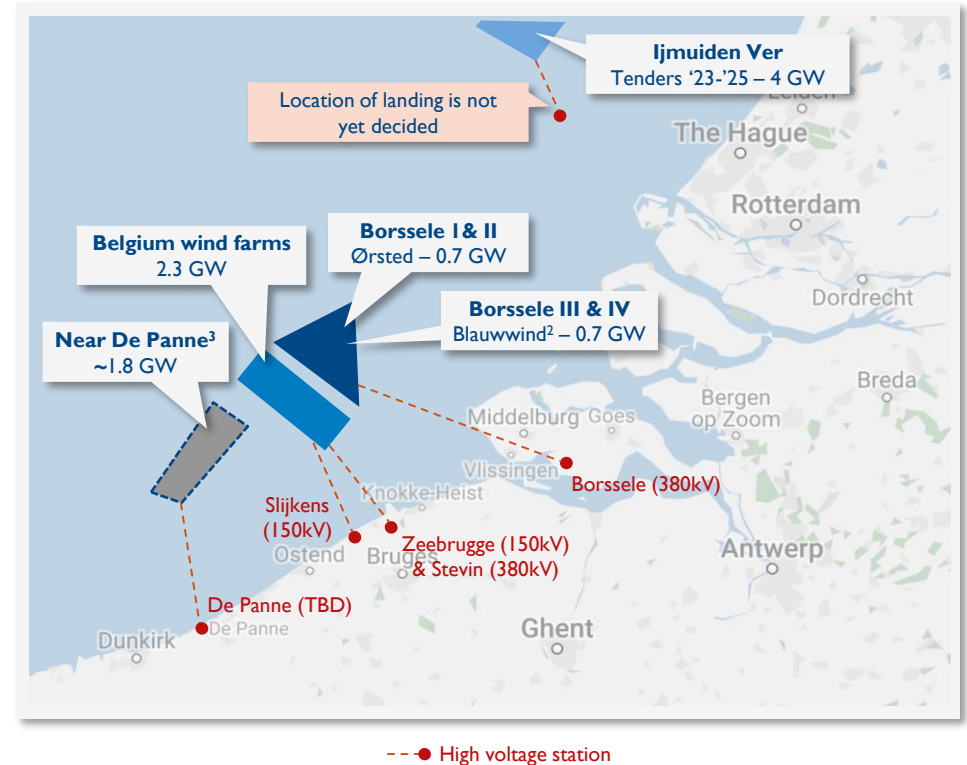 Ijmuiden Ver
Tenders ‘23-’25 – 4 GW
Leiden
Location of landing is not
yet decided
The Hague
Rotterdam
Borssele I & II
Ørsted – 0.7 GW
Belgium wind farms
2.3 GW
Dordrecht
Borssele III & IV
Blauwwind² – 0.7 GW
Near De Panne³
~1.8 GW
Breda
Bergen
op Zoom
Middelburg
Goes
Vlissingen
Borssele (380kV)
Knokke-Heist
Slijkens
(150kV)
Zeebrugge (150kV)
& Stevin (380kV)
Ostend
Bruges
Antwerp
De Panne (TBD)
De Panne
Ghent
Dunkirk
High voltage station